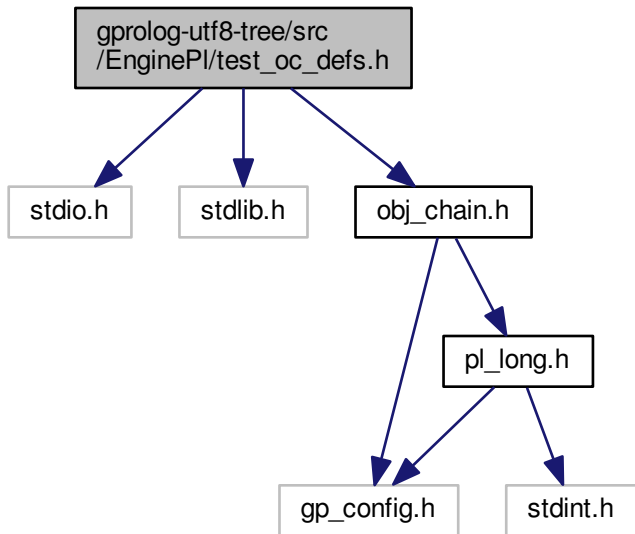 gprolog-utf8-tree/src
/EnginePl/test_oc_defs.h
stdio.h
stdlib.h
obj_chain.h
pl_long.h
gp_config.h
stdint.h